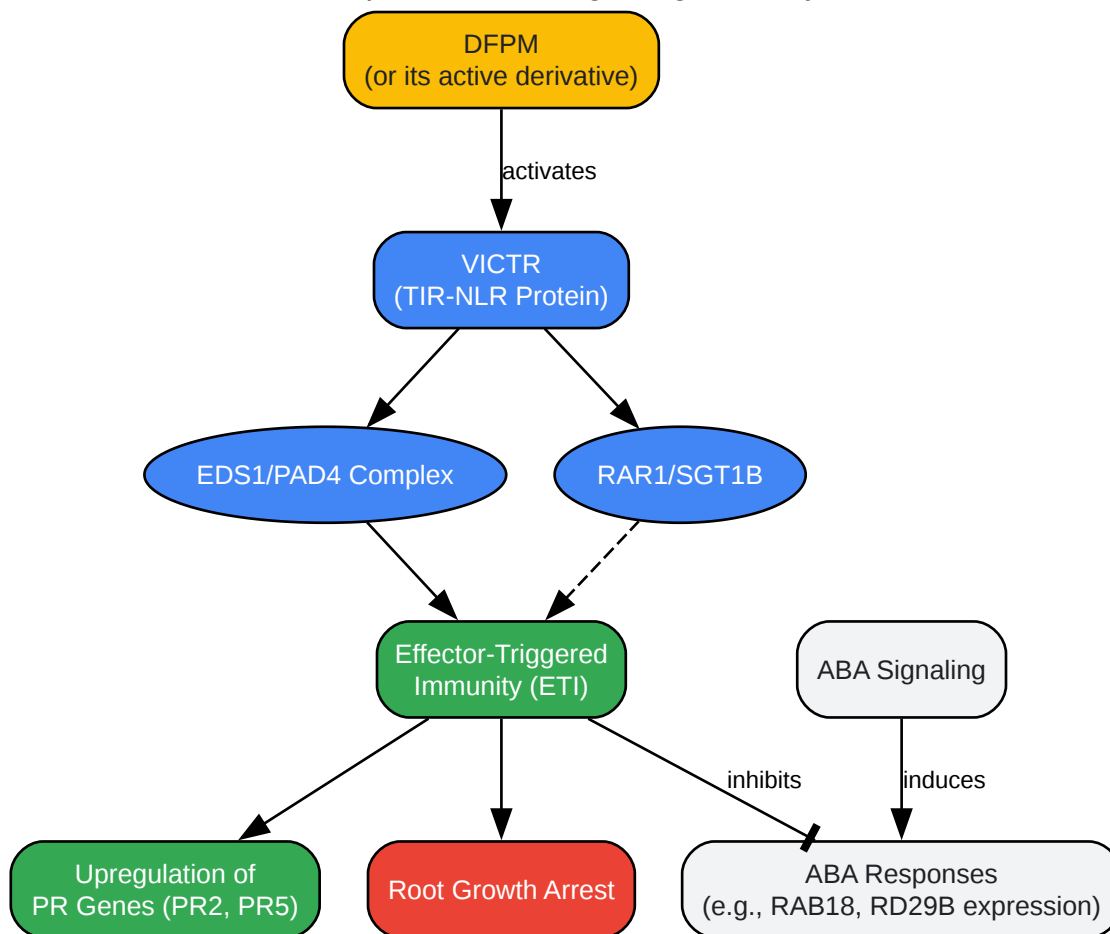 DFPM
(or its active derivative)
activates
VICTR
(TIR-NLR Protein)
EDS1/PAD4 Complex
RAR1/SGT1B
Effector-Triggered
Immunity (ETI)
ABA Signaling
inhibits
induces
Upregulation of
PR Genes (PR2, PR5)
Root Growth Arrest
ABA Responses
(e.g., RAB18, RD29B expression)